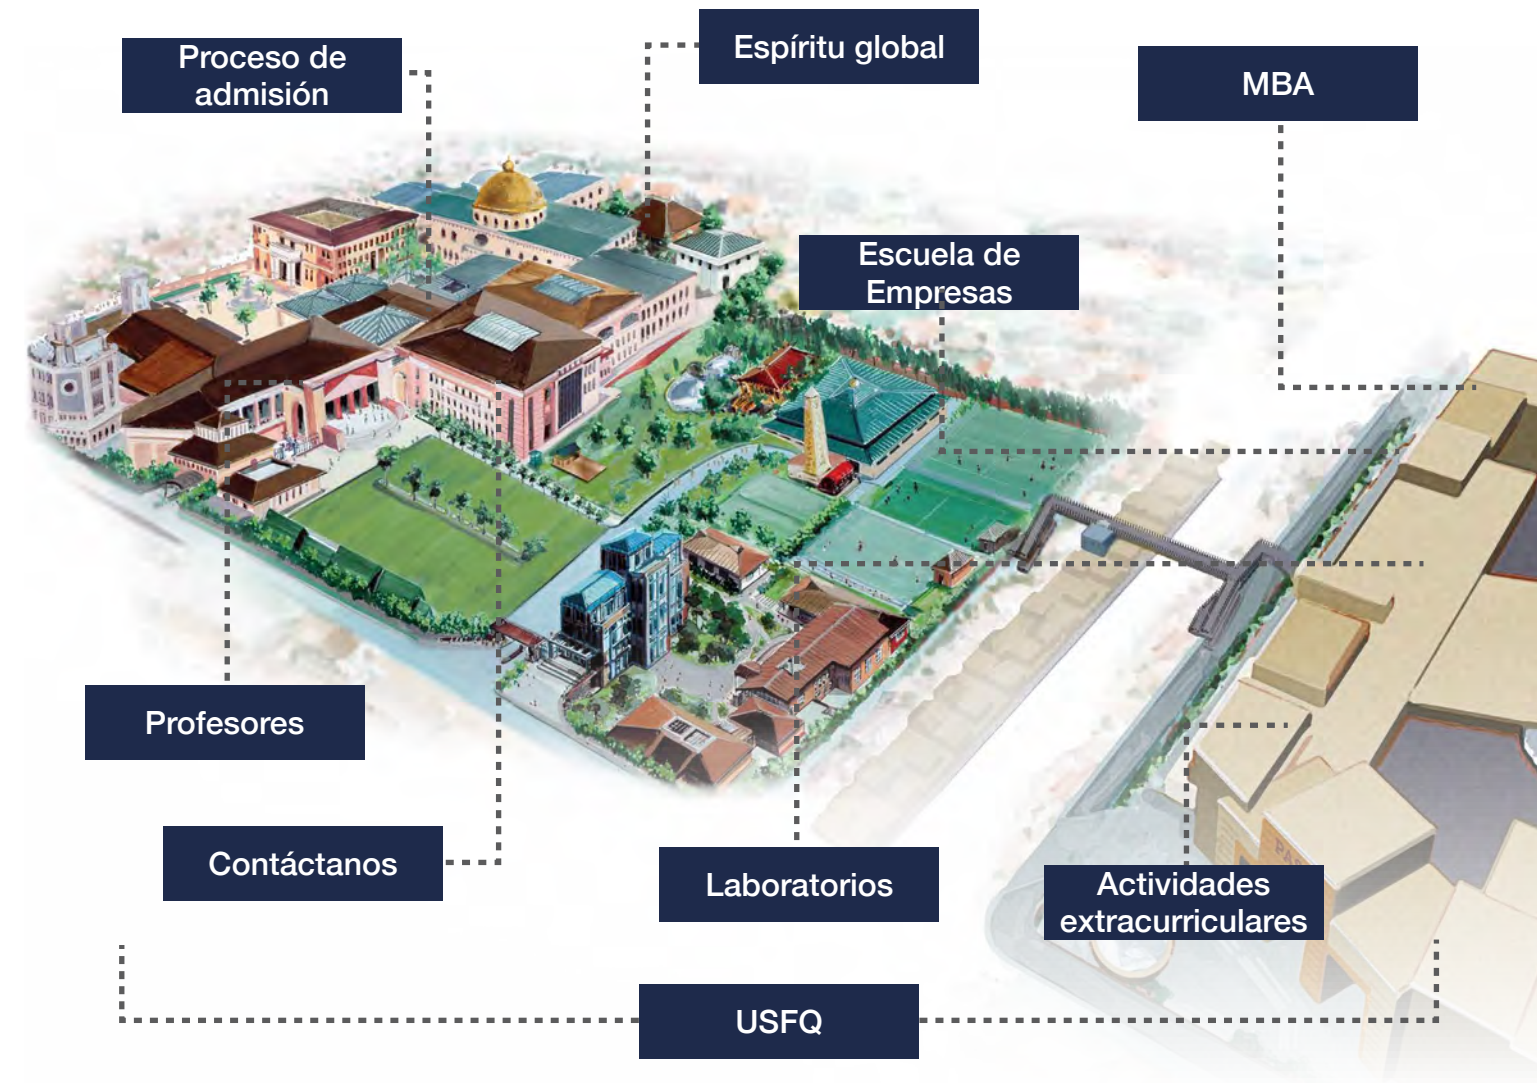 Espíritu global
Proceso de
admisión
MBA
Escuela de
Empresas
Profesores
Contáctanos
Laboratorios
Actividades
extracurriculares
USFQ